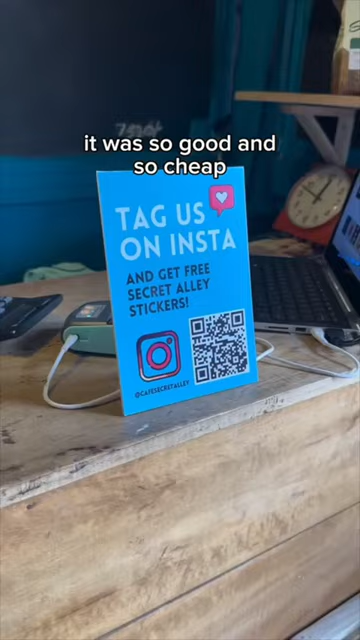 it was so good and
so cheap
TAG US
ON INSTA
AND GET FREE
SECRET ALLEY
STICKERS!
@CAFESECRETALLEY